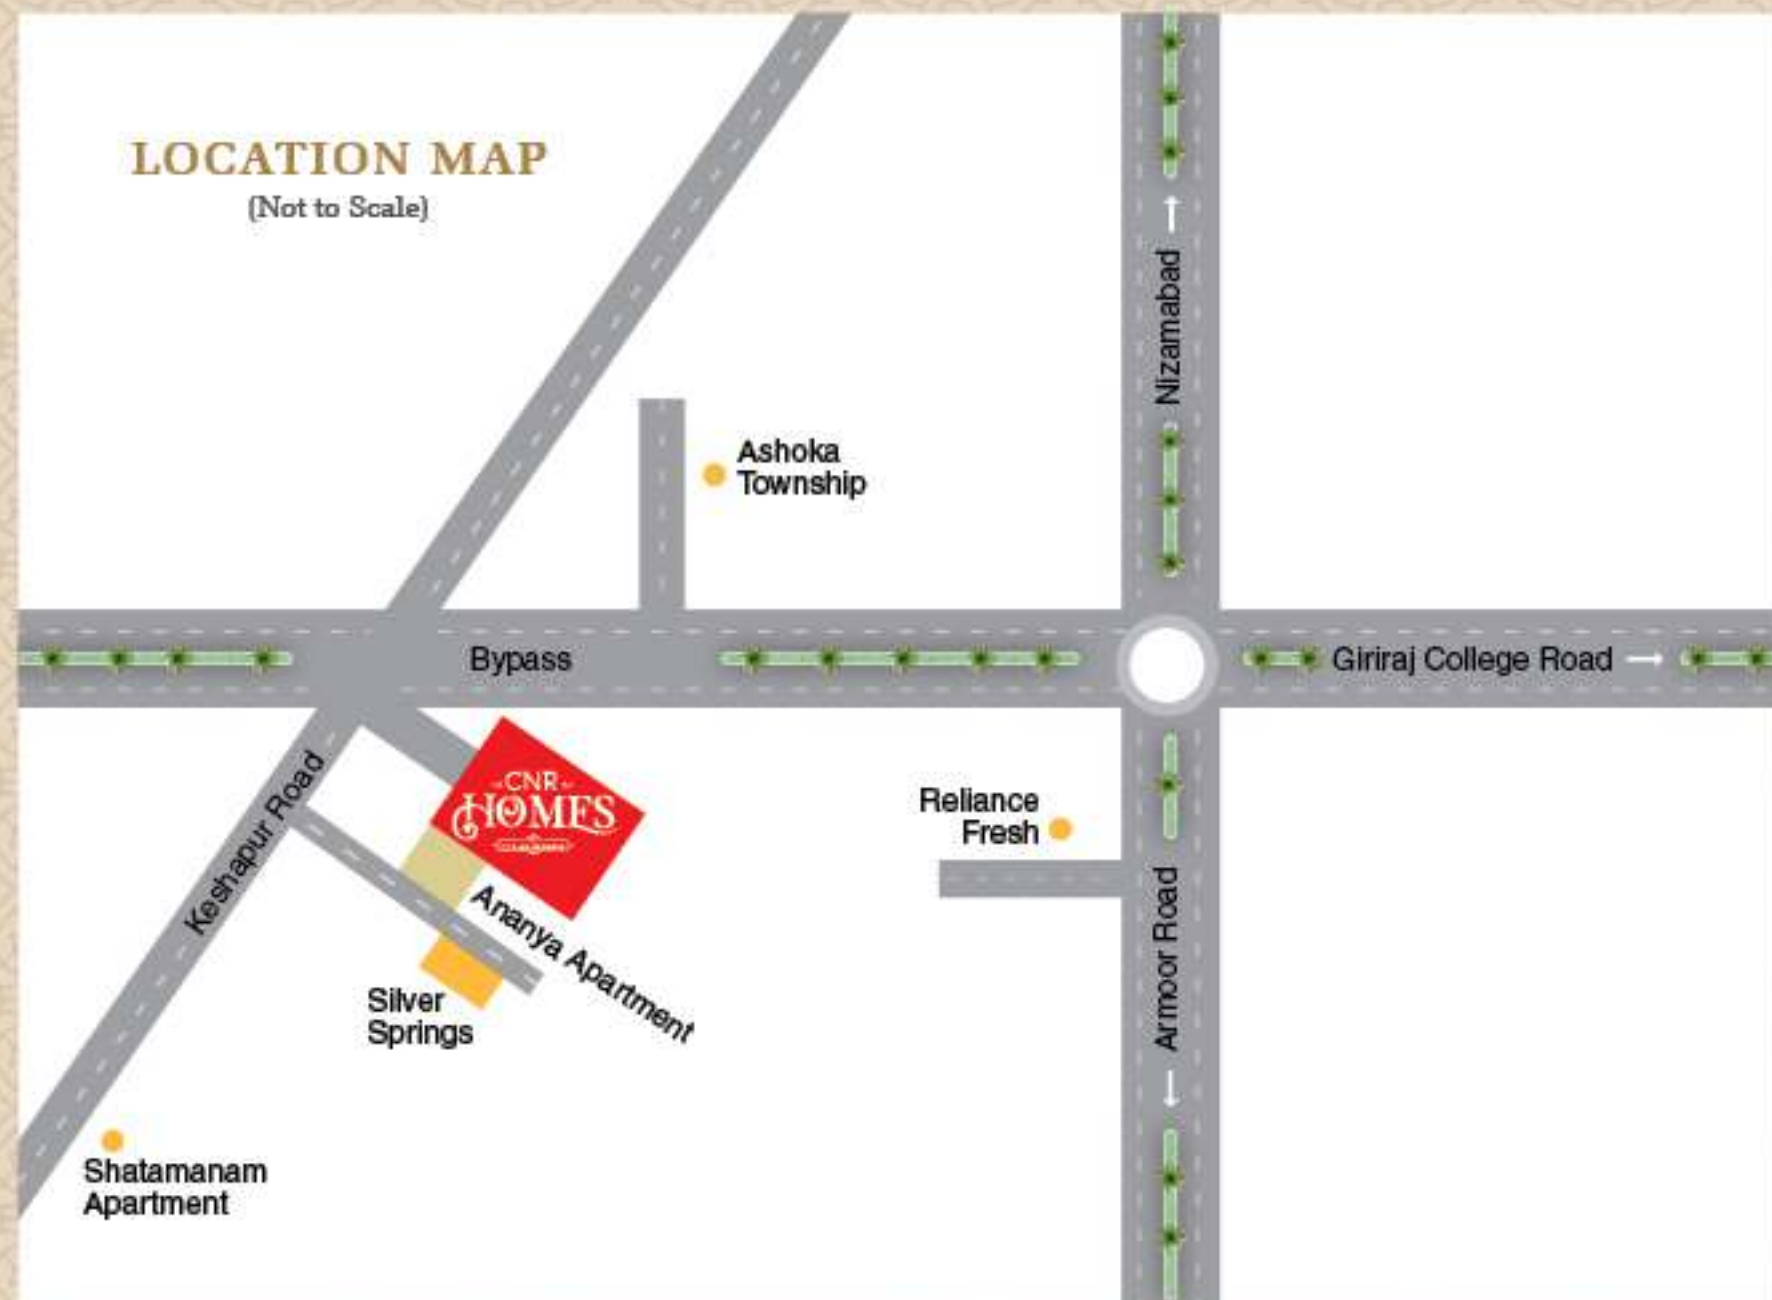 LOCATION MAP
(Not to Scale)
Nizamabad
Ashoka
Township
Bypass
Giriraj College Road
CNR
HOMES
Keshapur Road
Reliance
Fresh
Ananya Apartment
Armoor Road
Silver
Springs
Shatamanam
Apartment